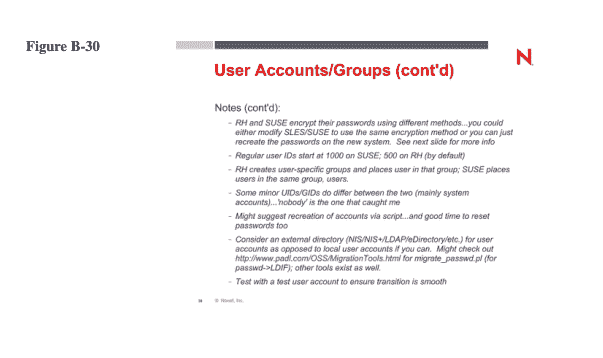 Figure B-30
N
User Accounts/Groups (cont'd)
Notes (cont'd):
– RH and SUSE encrypt their passwords using different methods...you could
either modify SLES/SUSE to use the same encryption method or you can just
recreate the passwords on the new system.  See next slide for more info
– Regular user IDs start at 1000 on SUSE; 500 on RH (by default)
– RH creates user-specific groups and places user in that group; SUSE places
users in the same group, users.
– Some minor UIDs/GIDs do differ between the two (mainly system
accounts)...'nobody' is the one that caught me
– Might suggest recreation of accounts via script...and good time to reset
passwords too
– Consider an external directory (NIS/NIS+/LDAP/eDirectory/etc.) for user
accounts as opposed to local user accounts if you can.  Might check out
http://www.padl.com/OSS/MigrationTools.html for migrate_passwd.pl (for
passwd->LDIF); other tools exist as well.
– Test with a test user account to ensure transition is smooth
© Novell, Inc.